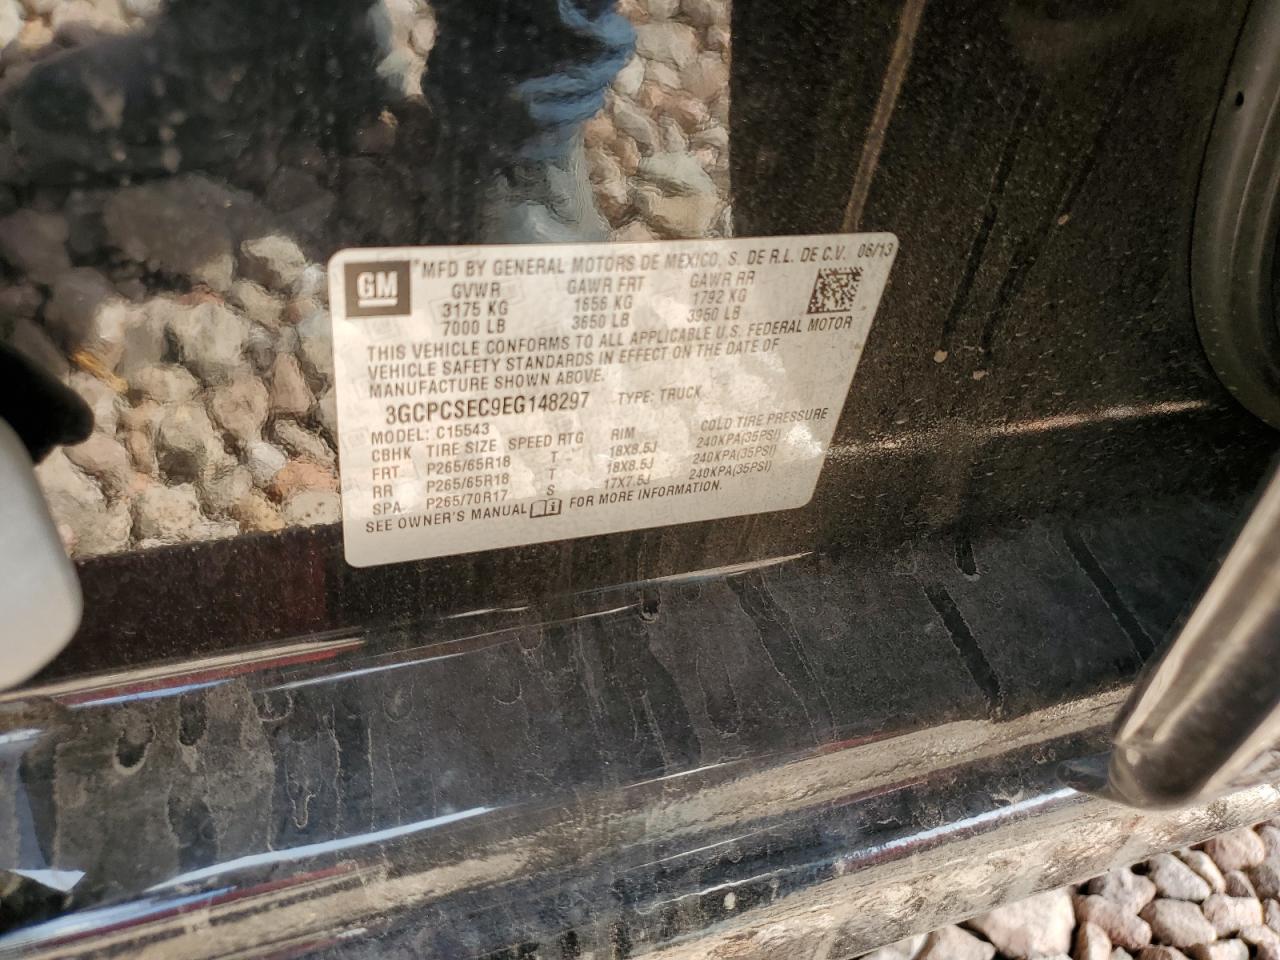 GM
MFD BY GENERAL MOTORS DE MEXICO, S. DE R.L. DE C.V. 06/13
GVWR GAWR FRT GAWR RR
3175 KG 1656 KG 1792 KG
7000 LB 3650 LB 3950 LB
THIS VEHICLE CONFORMS TO ALL APPLICABLE U.S. FEDERAL MOTOR
VEHICLE SAFETY STANDARDS IN EFFECT ON THE DATE OF
MANUFACTURE SHOWN ABOVE.
3GCPCSEC9EG148297 TYPE: TRUCK
MODEL: C15543
CBHK TIRE SIZE SPEED RTG RIM COLD TIRE PRESSURE
FRT P265/65R18 T 18X8.5J 240KPA(35PSI)
RR P265/65R18 T 18X8.5J 240KPA(35PSI)
SPA P265/70R17 S 17X7.5J 240KPA(35PSI)
SEE OWNER'S MANUAL FOR MORE INFORMATION.